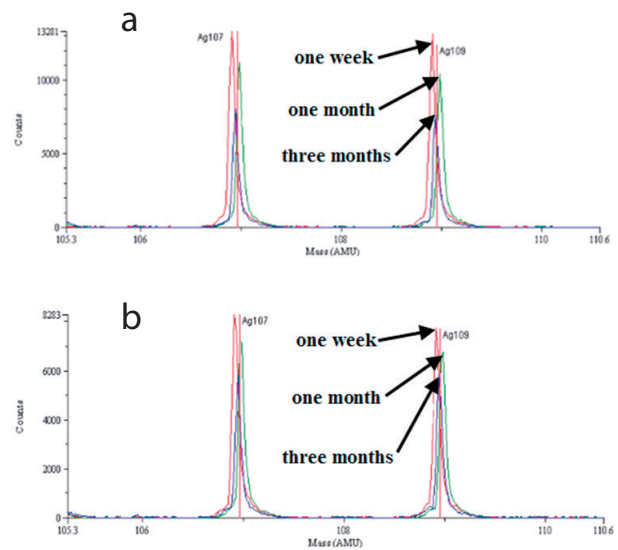 a
13281
10000
5000
0
Counts
Ag107
Ag109
one week
one month
three months
105.3
106
108
110
110.6
Mass (AMU)
b
8283
6000
4000
2000
0
Counts
Ag107
Ag109
one week
one month
three months
105.3
106
108
110
110.6
Mass (AMU)